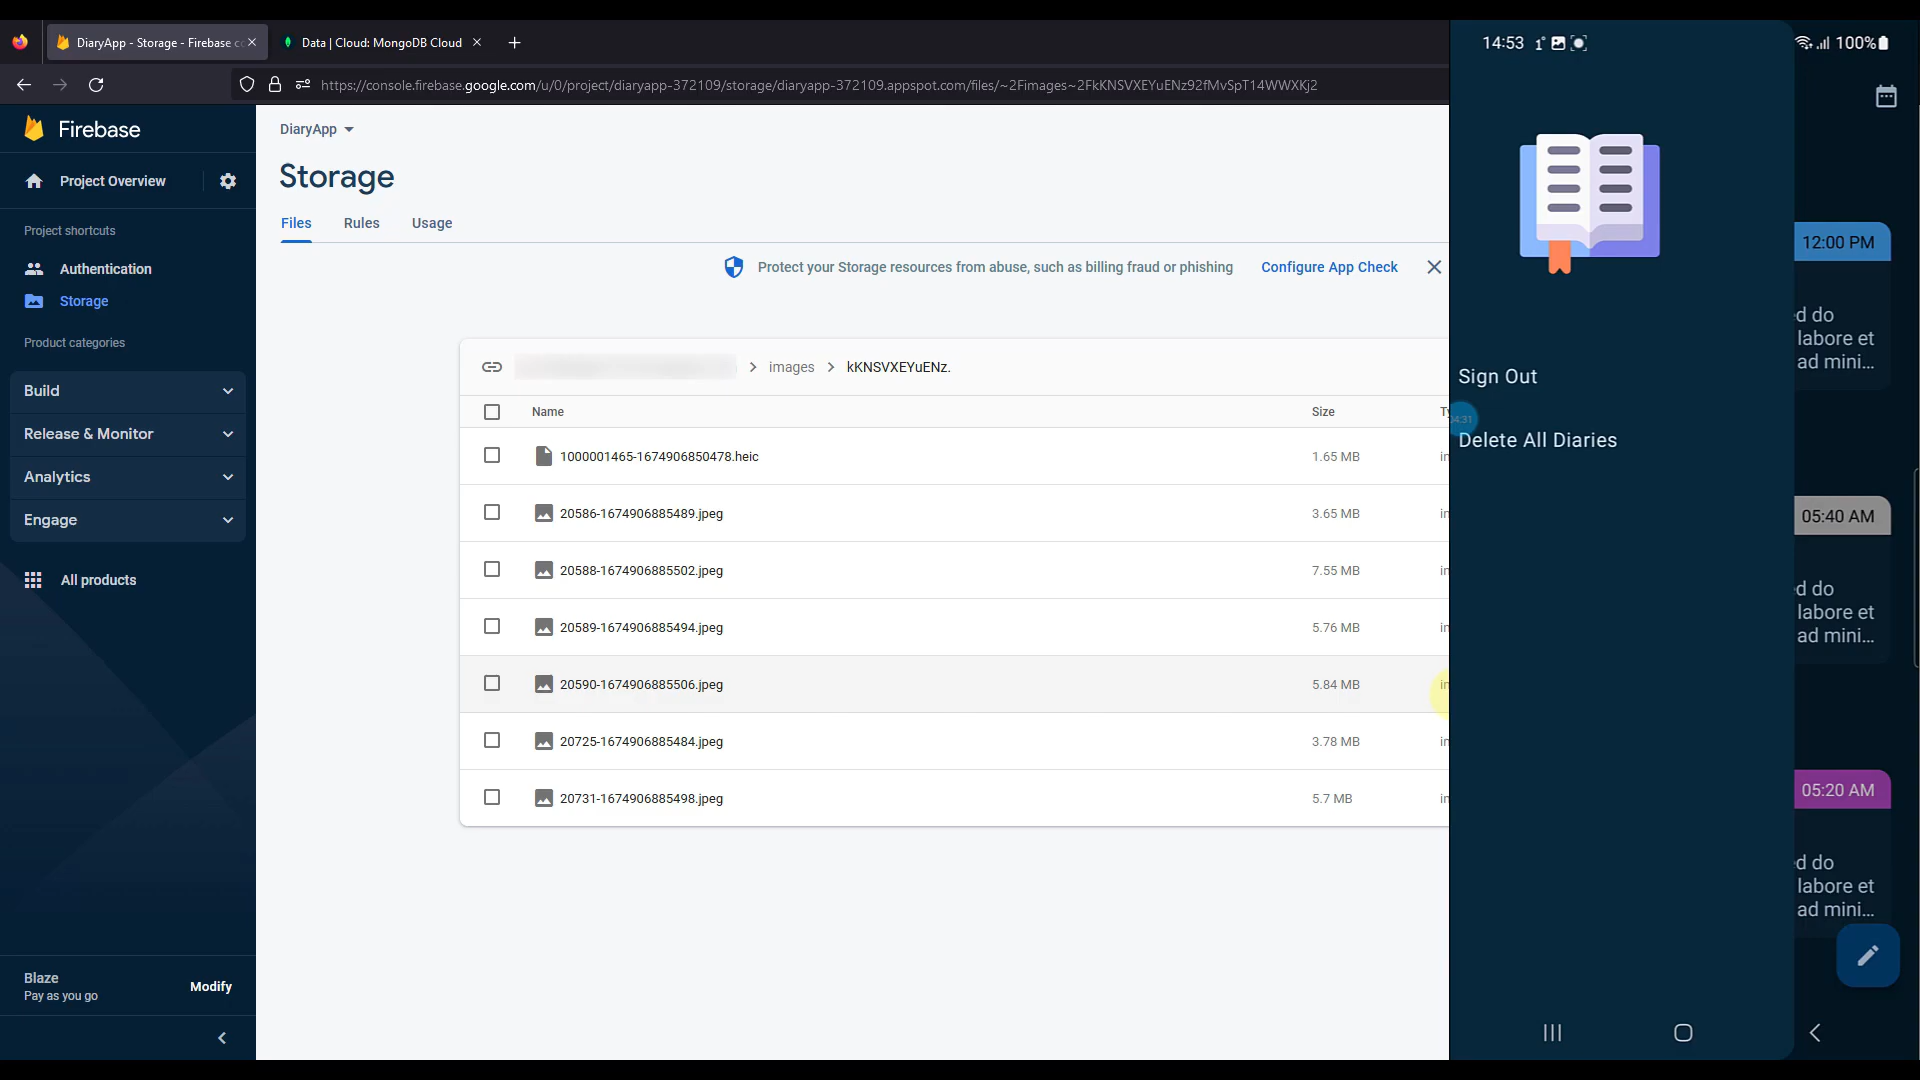 DiaryApp - Storage - Firebase c
Data | Cloud: MongoDB Cloud
https://console.firebase.google.com/u/0/project/diaryapp-372109/storage/diaryapp-372109.appspot.com/files/~2Fimages~2FkKNSVXEYuENz92fMvSpT14WWXKj2
Firebase
Project Overview
Project shortcuts
Authentication
Storage
Product categories
Build
Release & Monitor
Analytics
Engage
All products
Blaze
Pay as you go
Modify
DiaryApp
Storage
Files Rules Usage
Protect your Storage resources from abuse, such as billing fraud or phishing Configure App Check
images > kKNSVXEYuENz.
Name Size Ty
1000001465-1674906850478.heic 1.65 MB
20586-1674906885489.jpeg 3.65 MB
20588-1674906885502.jpeg 7.55 MB
20589-1674906885494.jpeg 5.76 MB
20590-1674906885506.jpeg 5.84 MB
20725-1674906885484.jpeg 3.78 MB
20731-1674906885498.jpeg 5.7 MB
14:53 1° 100%
Sign Out
Delete All Diaries
12:00 PM
ed do
labore et
ad mini...
05:40 AM
ed do
labore et
ad mini...
05:20 AM
ed do
labore et
ad mini...